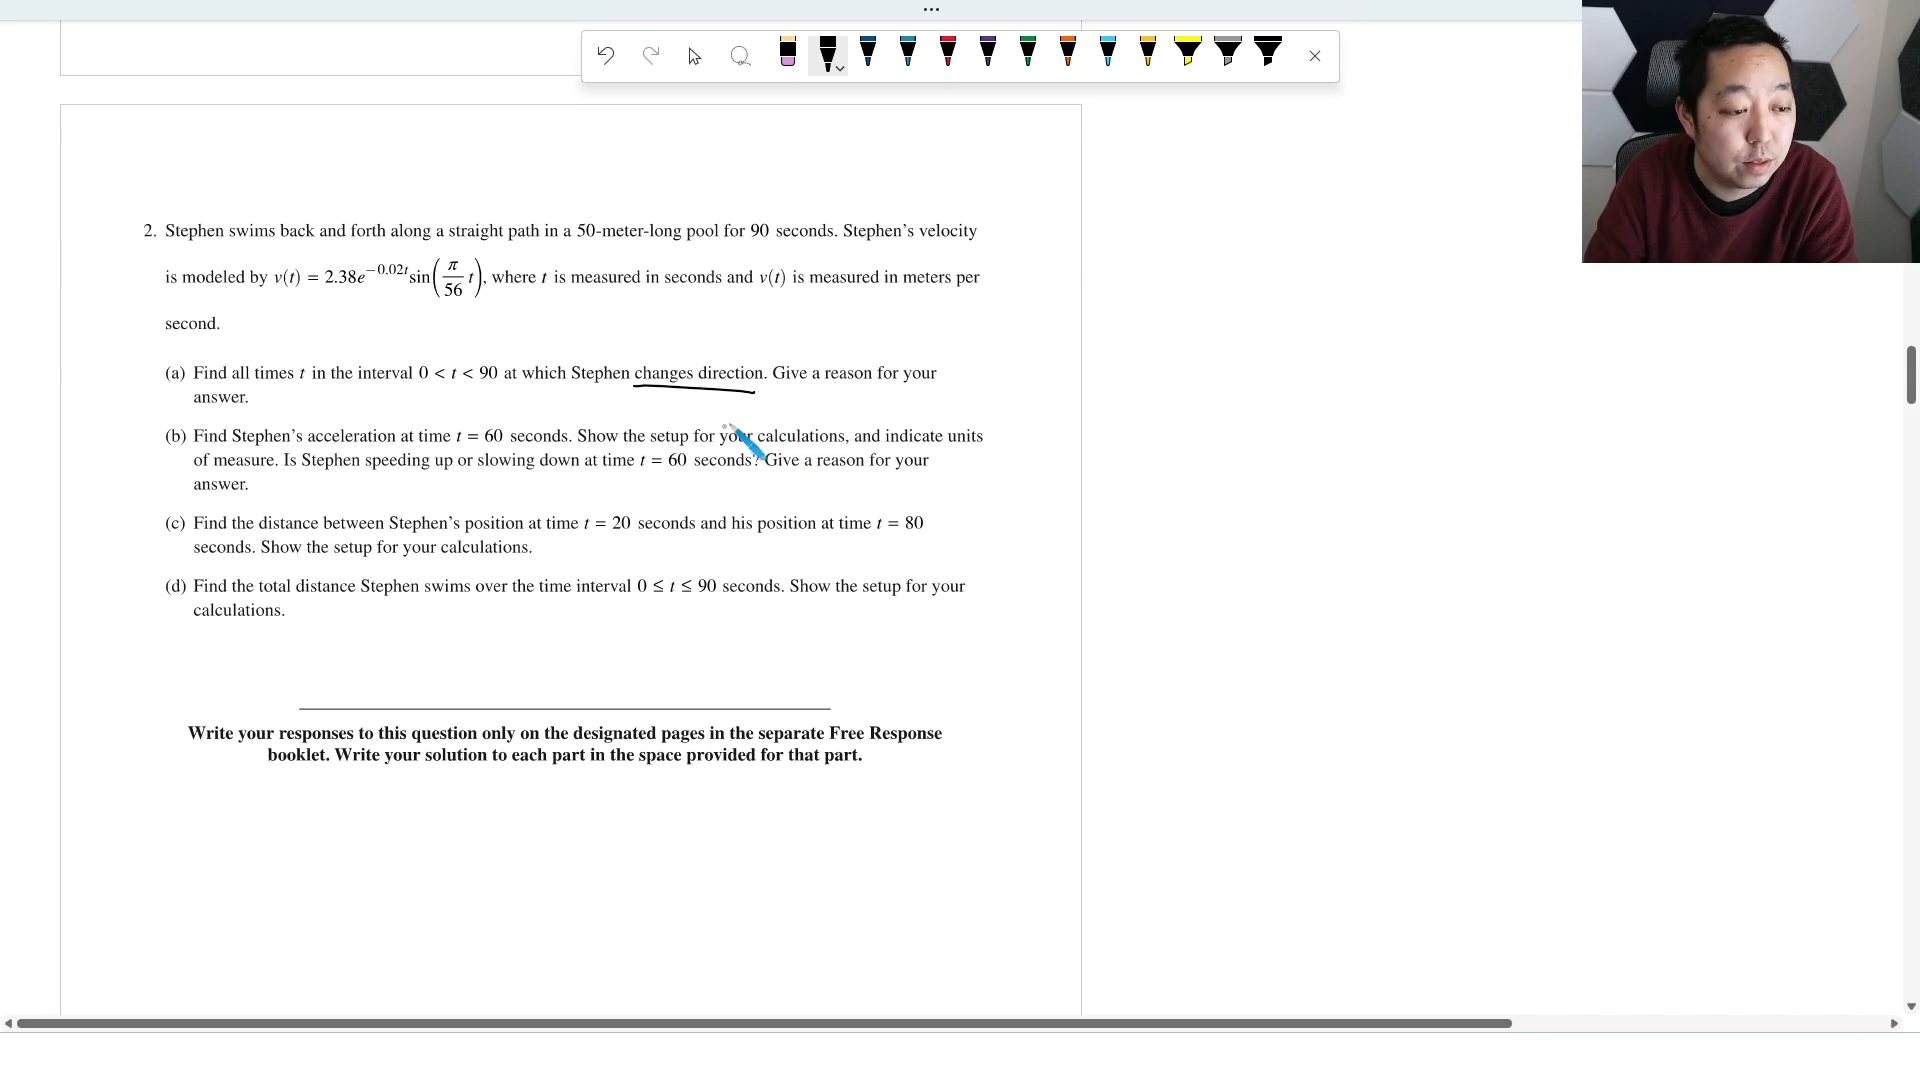 2. Stephen swims back and forth along a straight path in a 50-meter-long pool for 90 seconds. Stephen's velocity
is modeled by v(t) = 2.38e^{-0.02t} sin(π/56 t), where t is measured in seconds and v(t) is measured in meters per
second.
(a) Find all times t in the interval 0 < t < 90 at which Stephen changes direction. Give a reason for your
answer.
(b) Find Stephen's acceleration at time t = 60 seconds. Show the setup for your calculations, and indicate units
of measure. Is Stephen speeding up or slowing down at time t = 60 seconds? Give a reason for your
answer.
(c) Find the distance between Stephen's position at time t = 20 seconds and his position at time t = 80
seconds. Show the setup for your calculations.
(d) Find the total distance Stephen swims over the time interval 0 ≤ t ≤ 90 seconds. Show the setup for your
calculations.
Write your responses to this question only on the designated pages in the separate Free Response
booklet. Write your solution to each part in the space provided for that part.